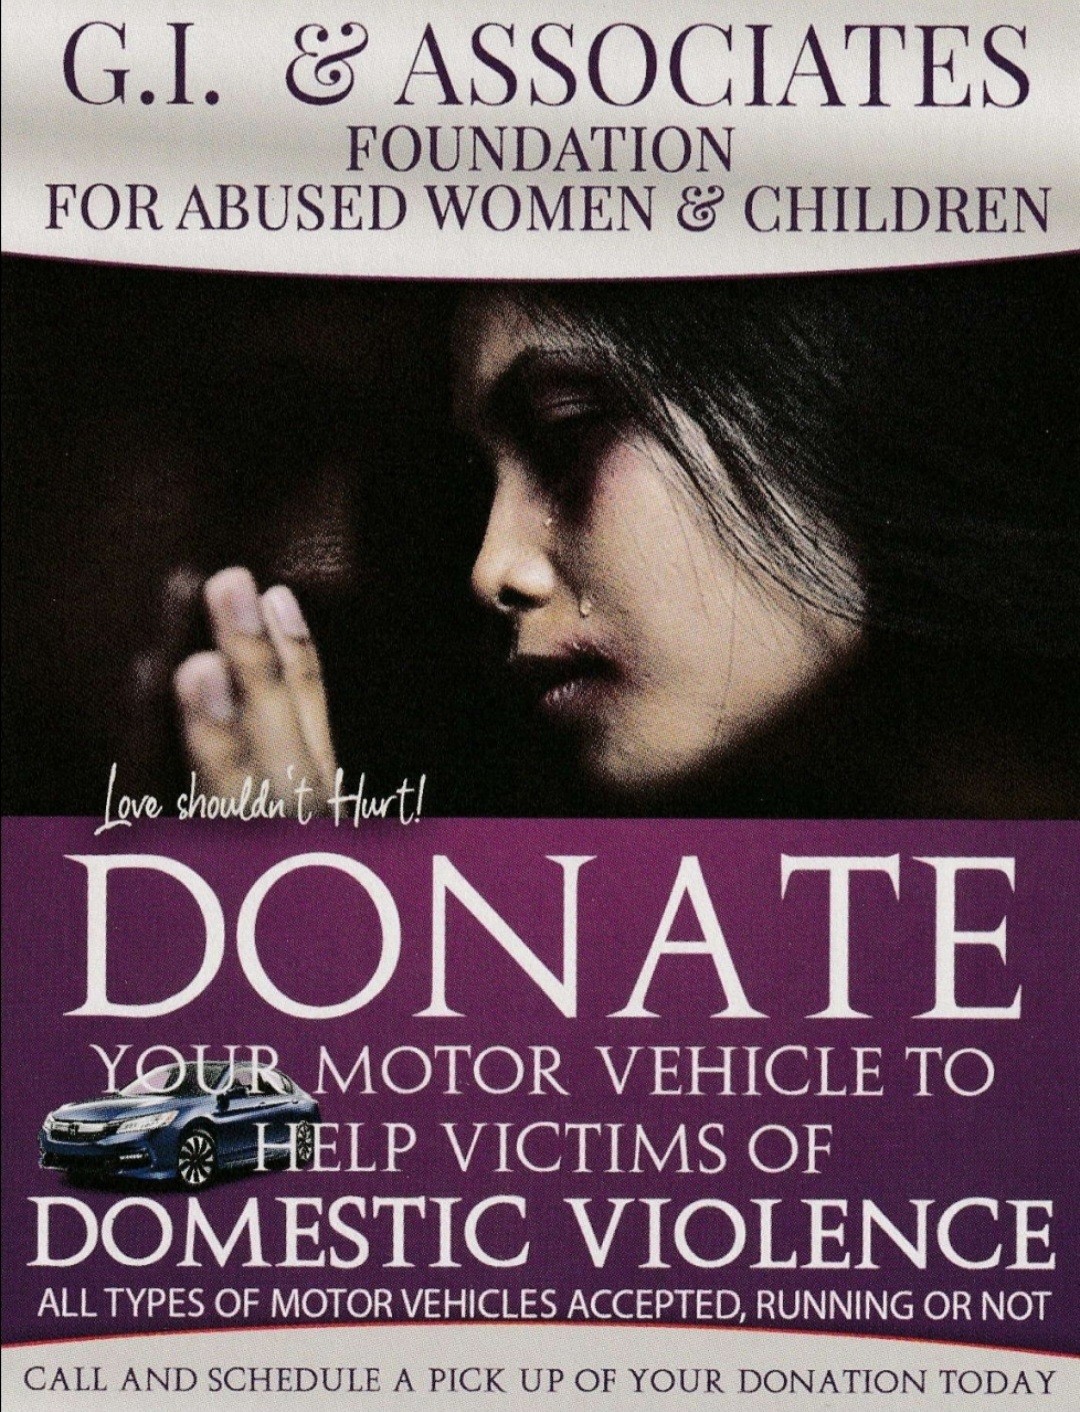 G.I. & ASSOCIATES
FOUNDATION
FOR ABUSED WOMEN & CHILDREN
Love shouldn't Hurt!
DONATE
YOUR MOTOR VEHICLE TO
HELP VICTIMS OF
DOMESTIC VIOLENCE
ALL TYPES OF MOTOR VEHICLES ACCEPTED, RUNNING OR NOT
CALL AND SCHEDULE A PICK UP OF YOUR DONATION TODAY